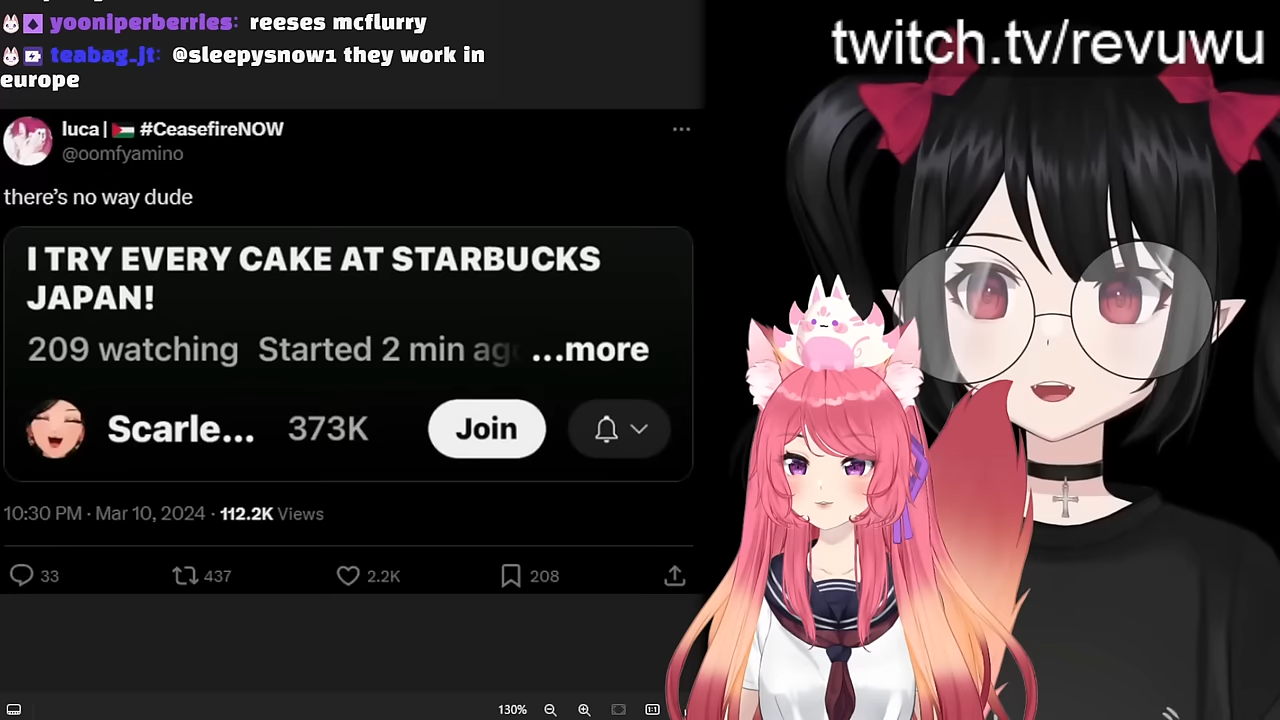 yooniperberries: reeses mcflurry
teabag_jt: @sleepysnow1 they work in
europe
twitch.tv/revuwu
luca | #CeasefireNOW
@oomfyamino
there's no way dude
I TRY EVERY CAKE AT STARBUCKS
JAPAN!
209 watching Started 2 min ag ...more
Scarle... 373K Join
10:30 PM · Mar 10, 2024 · 112.2K Views
33 437 2.2K 208
130%